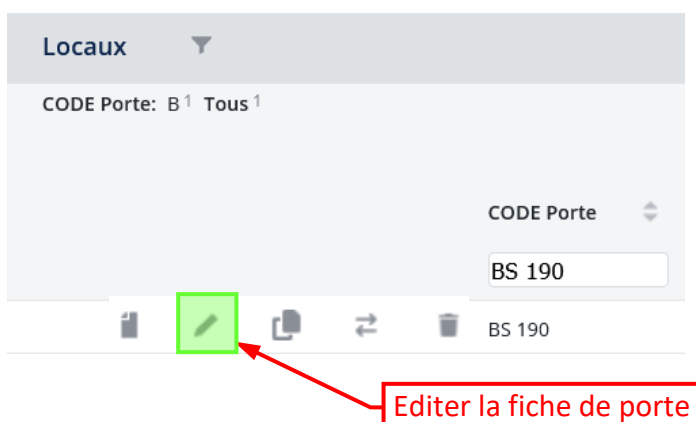 Locaux
CODE Porte: B 1 Tous 1
CODE Porte
BS 190
BS 190
Editer la fiche de porte